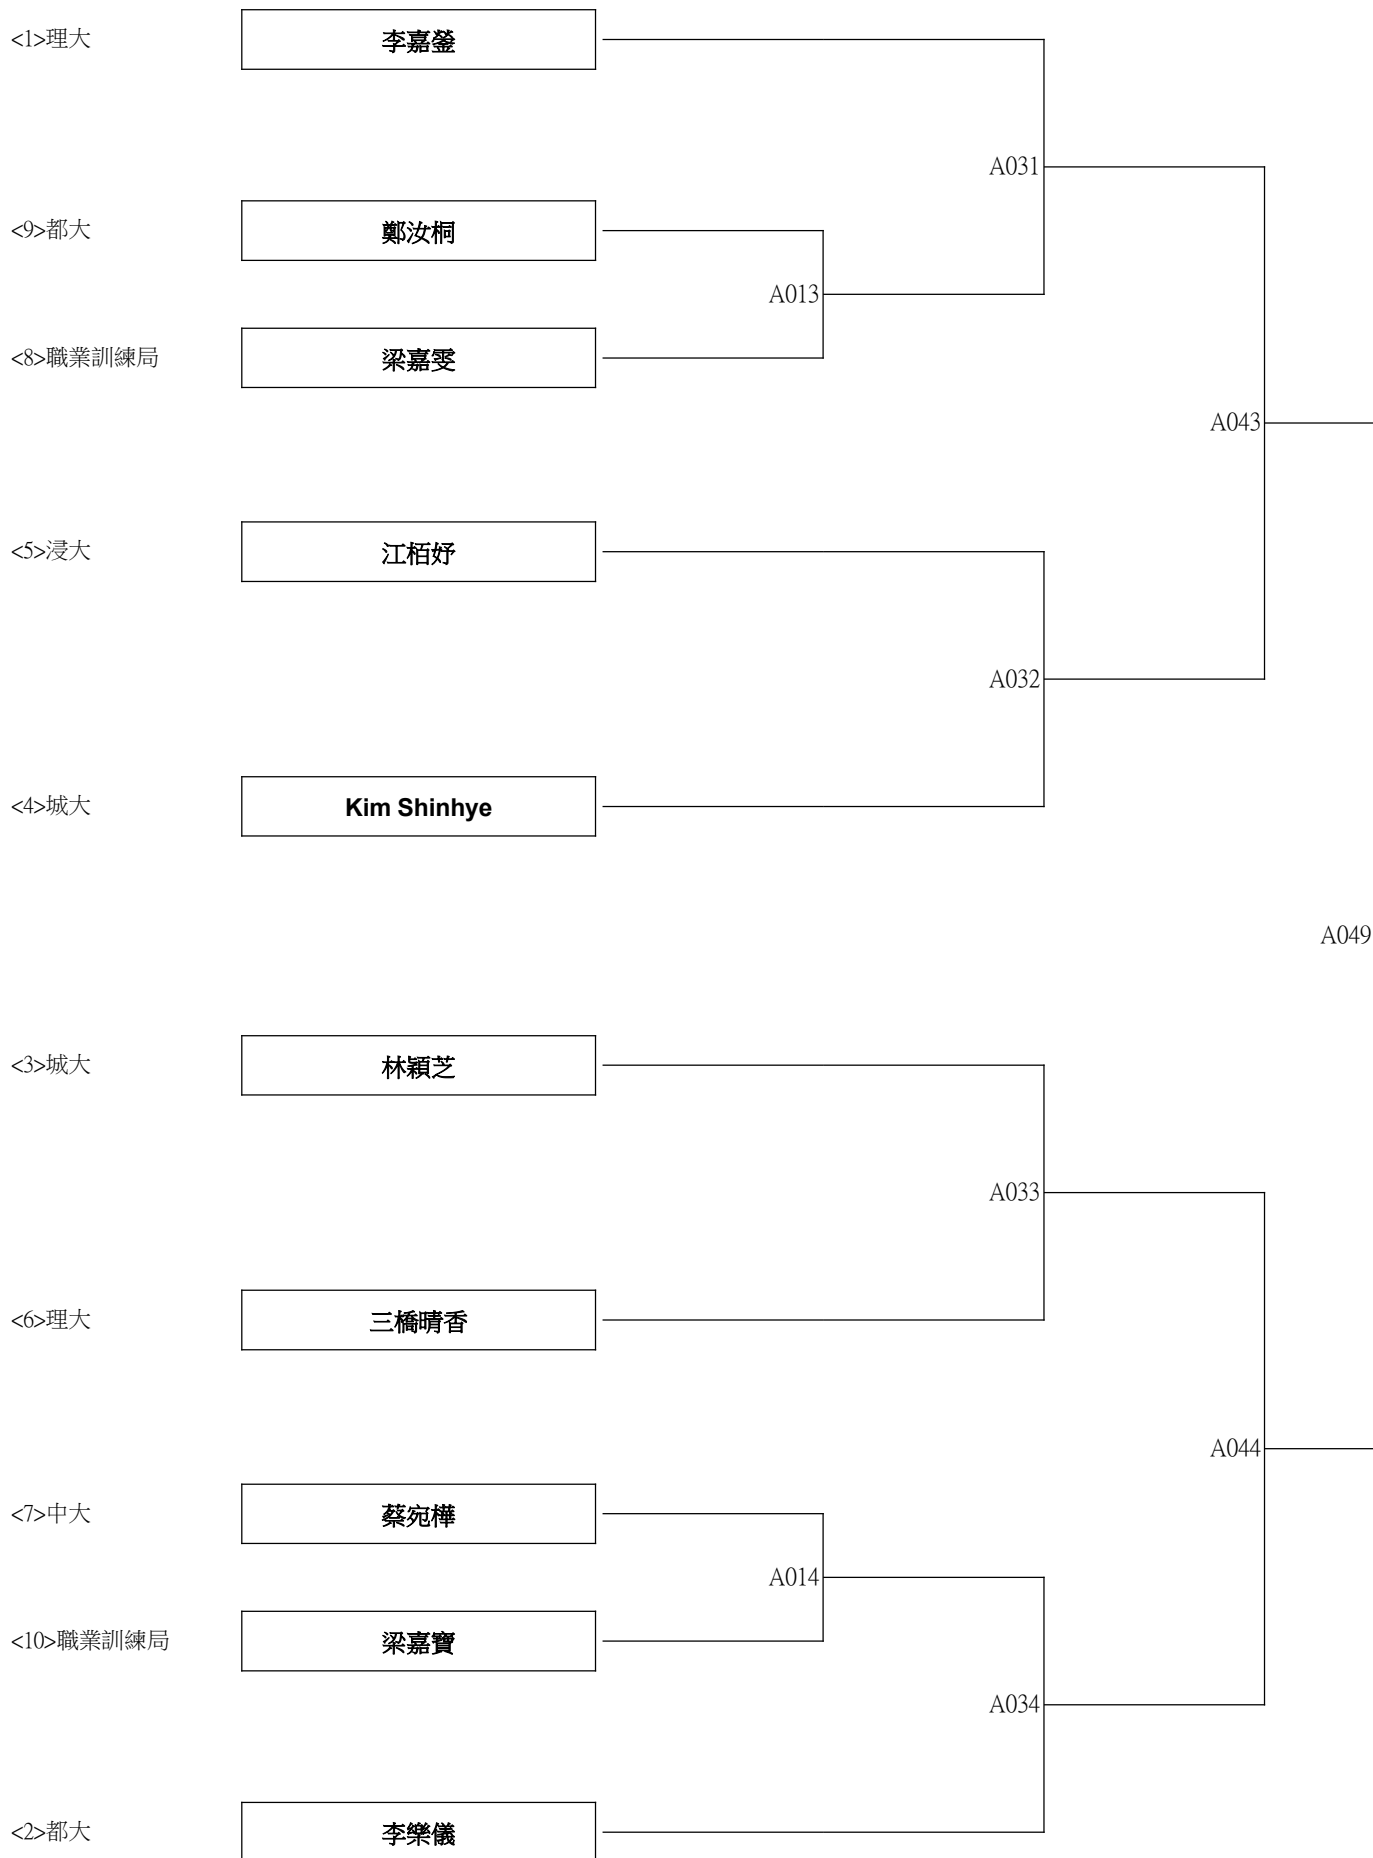 <1>理大 李嘉鎣
A031
<9>都大 鄭汝桐
A013
<8>職業訓練局 梁嘉雯
A043
<5>浸大 江栢妤
A032
<4>城大 Kim Shinhye
A049
<3>城大 林穎芝
A033
<6>理大 三橋晴香
A044
<7>中大 蔡宛樺
A014
<10>職業訓練局 梁嘉寶
A034
<2>都大 李樂儀